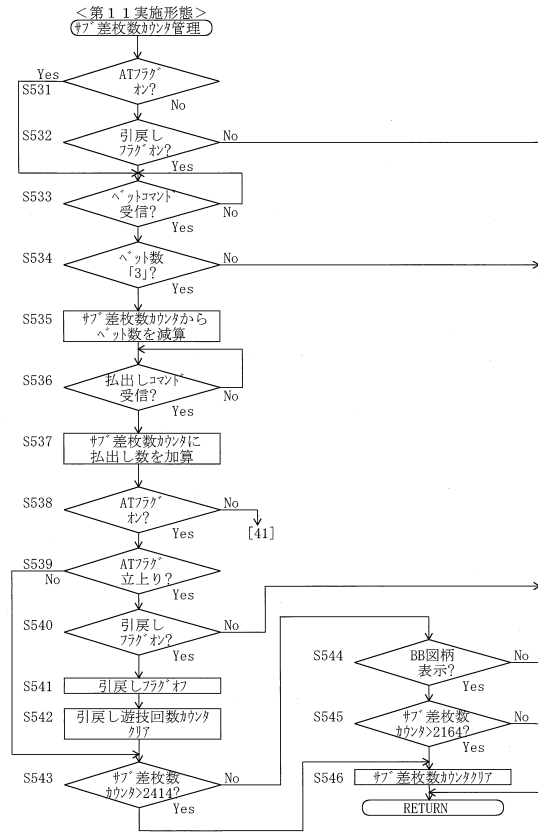 ＜第１１実施形態＞
ｻﾌﾞ差枚数ｶｳﾝﾀ管理
Yes
S531
ATﾌﾗｸﾞ
ｵﾝ?
No
S532
引戻し
ﾌﾗｸﾞｵﾝ?
No
Yes
S533
ﾍﾞｯﾄｺﾏﾝﾄﾞ
受信?
No
Yes
S534
ﾍﾞｯﾄ数
「3」?
No
Yes
S535
ｻﾌﾞ差枚数ｶｳﾝﾀから
ﾍﾞｯﾄ数を減算
S536
払出しｺﾏﾝﾄﾞ
受信?
No
Yes
S537
ｻﾌﾞ差枚数ｶｳﾝﾀに
払出し数を加算
S538
ATﾌﾗｸﾞ
ｵﾝ?
No
[41]
Yes
S539
No
ATﾌﾗｸﾞ
立上り?
Yes
S540
引戻し
ﾌﾗｸﾞｵﾝ?
No
Yes
S541
引戻しﾌﾗｸﾞｵﾌ
S542
引戻し遊技回数ｶｳﾝﾀ
ｸﾘｱ
S543
ｻﾌﾞ差枚数
ｶｳﾝﾀ>2414?
No
Yes
S544
BB図柄
表示?
No
Yes
S545
ｻﾌﾞ差枚数
ｶｳﾝﾀ>2164?
No
Yes
S546
ｻﾌﾞ差枚数ｶｳﾝﾀｸﾘｱ
RETURN